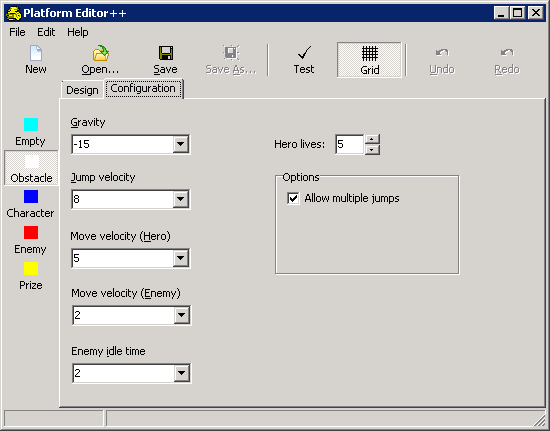 Platform Editor++
File Edit Help
New Open... Save Save As... Test Grid Undo Redo
Design Configuration
Empty
Obstacle
Character
Enemy
Prize
Gravity
-15
Jump velocity
8
Move velocity (Hero)
5
Move velocity (Enemy)
2
Enemy idle time
2
Hero lives: 5
Options
Allow multiple jumps